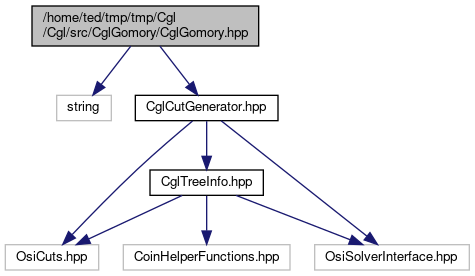 /home/ted/tmp/tmp/Cgl
/Cgl/src/CglGomory/CglGomory.hpp
string
CglCutGenerator.hpp
CglTreeInfo.hpp
OsiCuts.hpp
CoinHelperFunctions.hpp
OsiSolverInterface.hpp